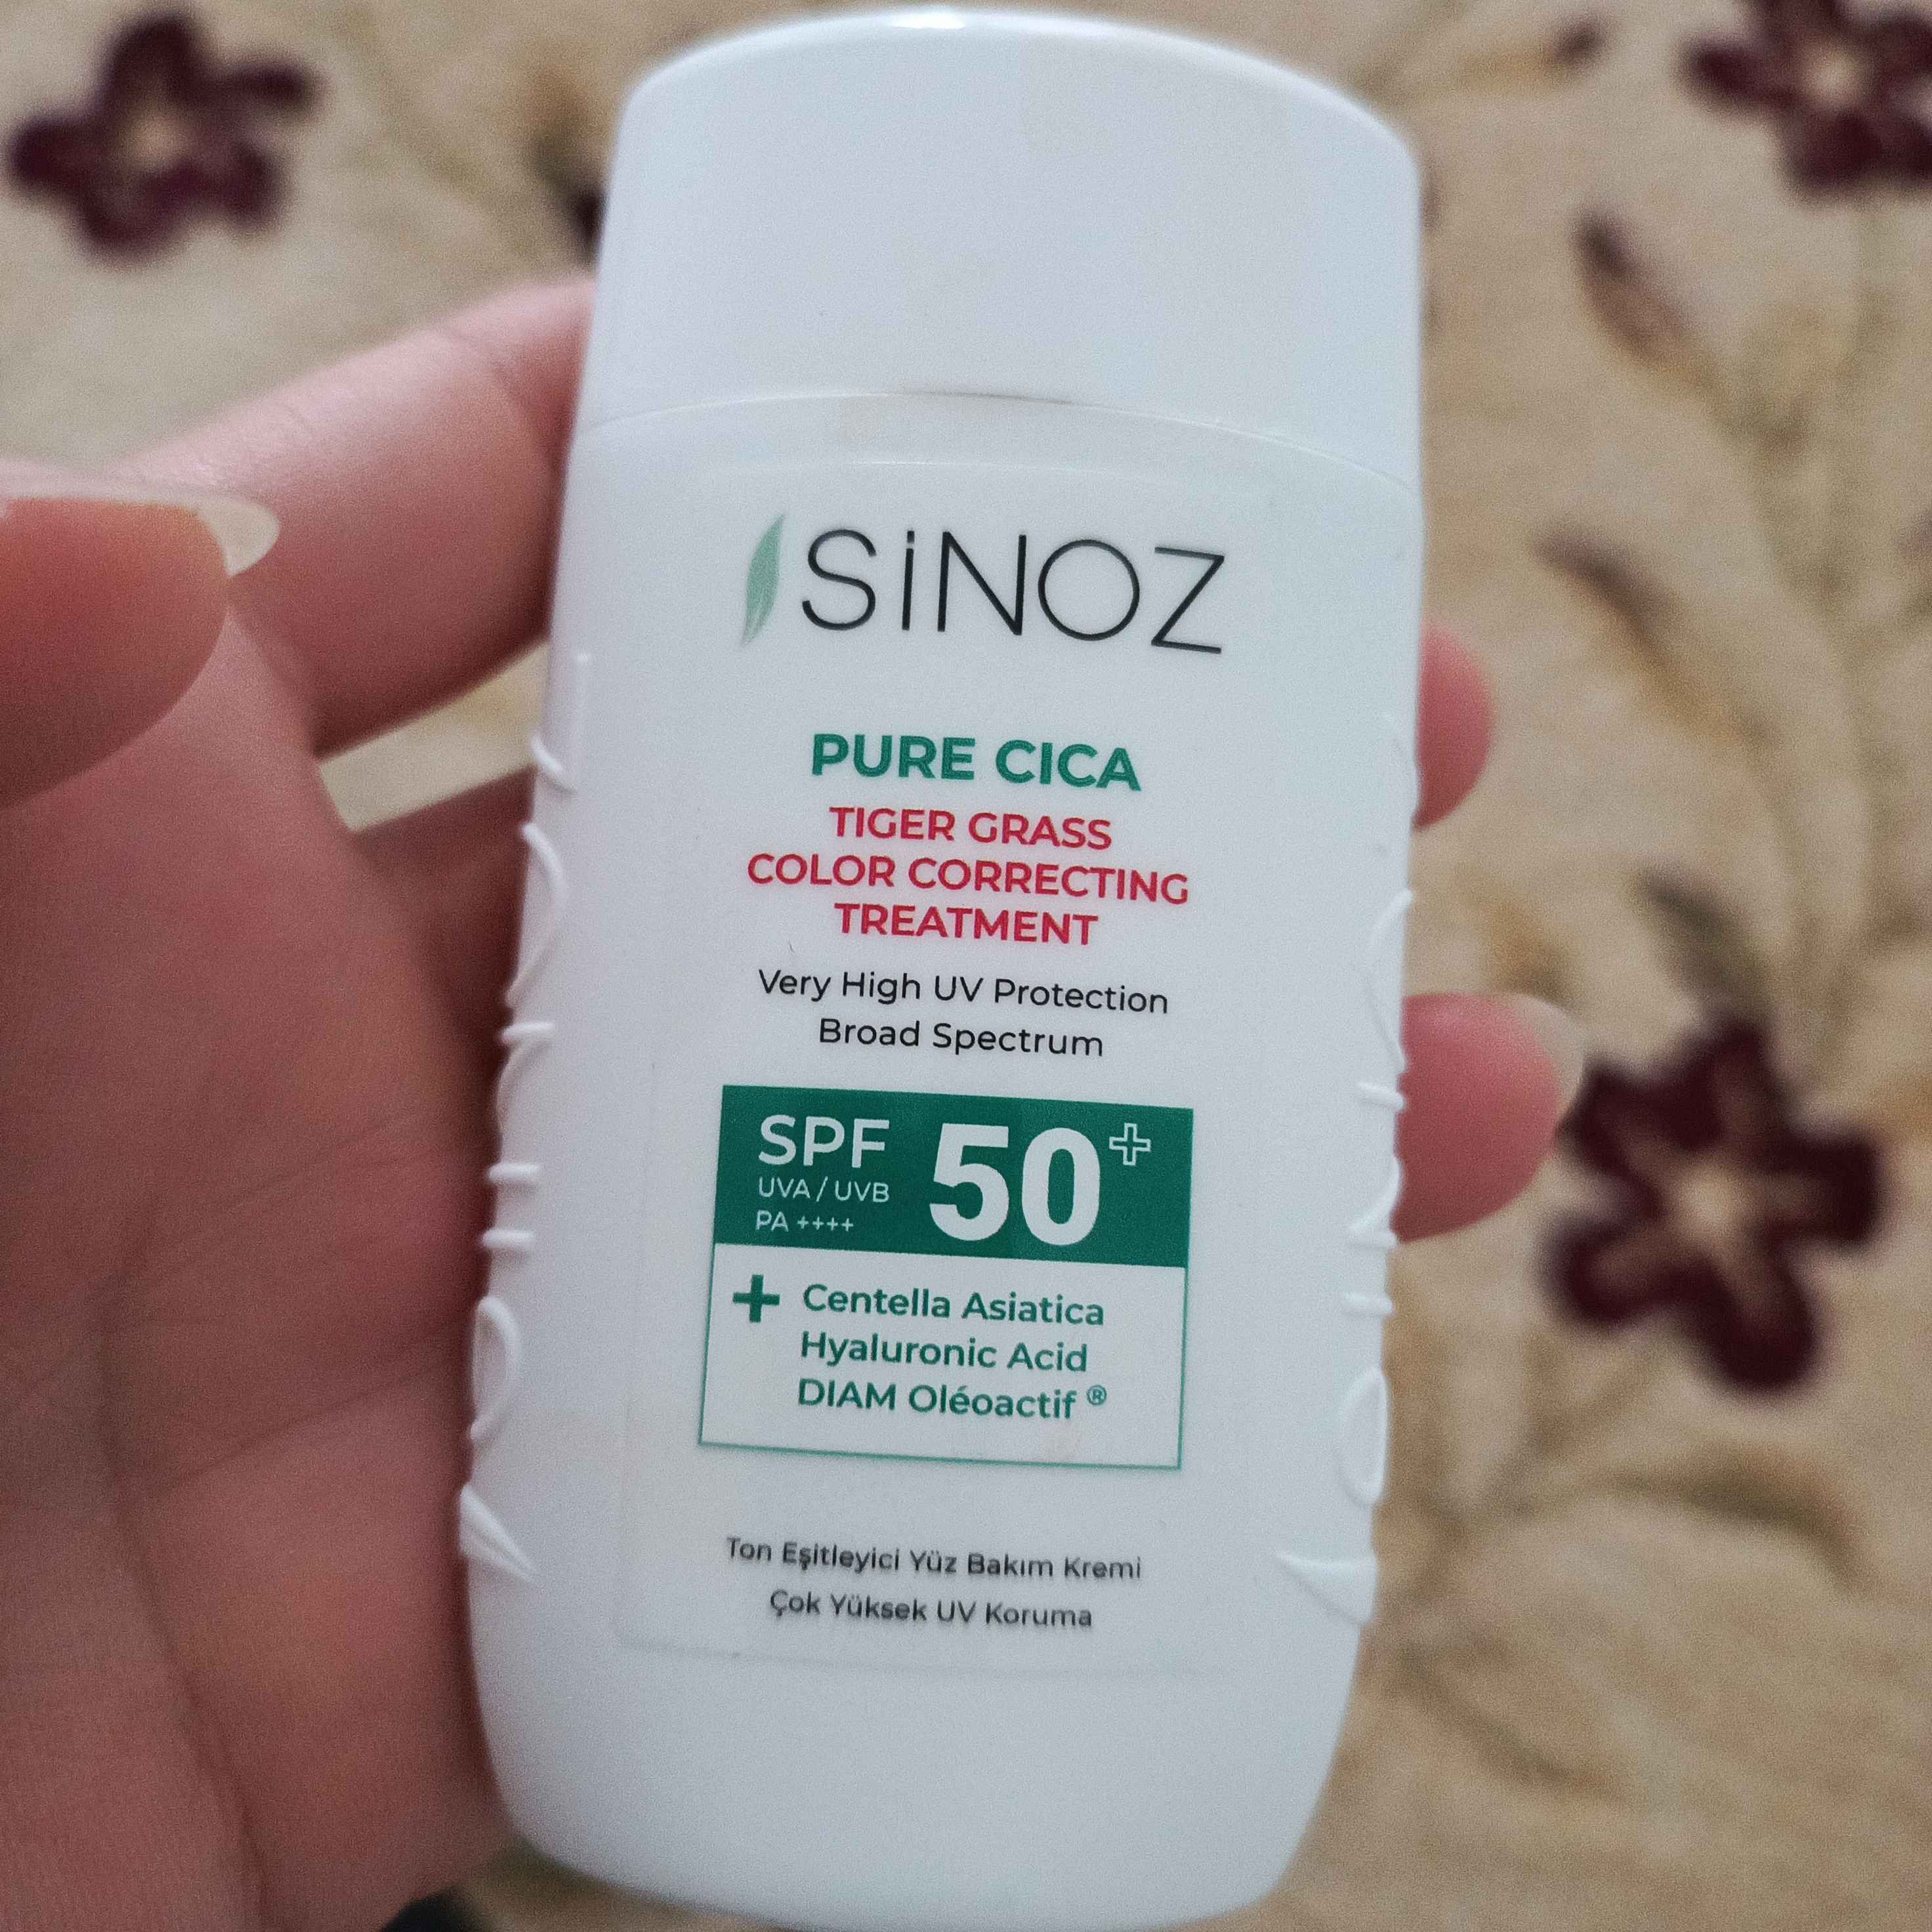 SiNOZ
PURE CICA
TIGER GRASS
COLOR CORRECTING
TREATMENT
Very High UV Protection
Broad Spectrum
SPF 50+
UVA / UVB
PA ++++
+ Centella Asiatica
Hyaluronic Acid
DIAM Oléoactif ®
Ton Eşitleyici Yüz Bakım Kremi
Çok Yüksek UV Koruma